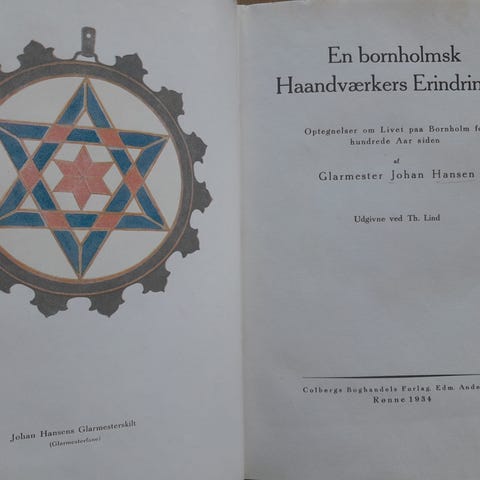 Johan Hansens Glarmesterskilt
(Glarmesterlane)
En bornholmsk
Haandværkers Erindrin
Optegnelser om Livet paa Bornholm fo
hundrede Aar siden
af
Glarmester Johan Hansen
Udgivne ved Th. Lind
Colbergs Boghandels Forlag. Edm. Ande
Rønne 1934